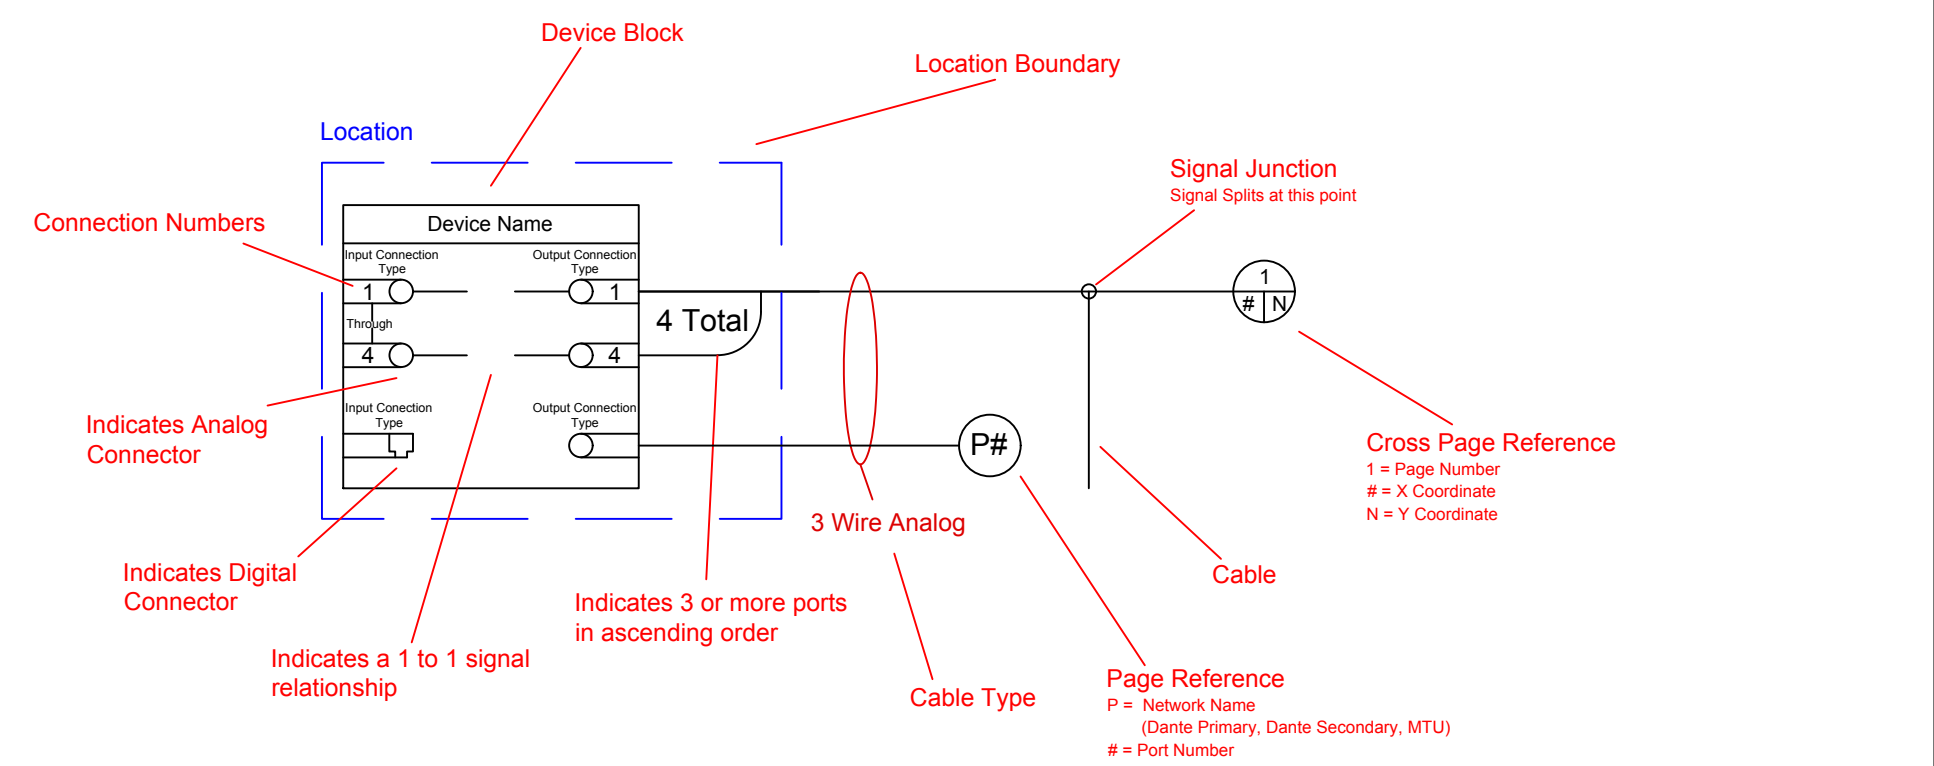 Device Block
Location Boundary
Location
Signal Junction
Signal Splits at this point
Connection Numbers
Device Name
Input Connection
Type
Output Connection
Type
1
1
4 Total
1
# N
Through
4
4
Input Conection
Type
Output Connection
Type
P#
Indicates Analog
Connector
Cross Page Reference
1 = Page Number
# = X Coordinate
N = Y Coordinate
3 Wire Analog
Indicates Digital
Connector
Cable
Indicates 3 or more ports
in ascending order
Indicates a 1 to 1 signal
relationship
Cable Type
Page Reference
P = Network Name
(Dante Primary, Dante Secondary, MTU)
# = Port Number